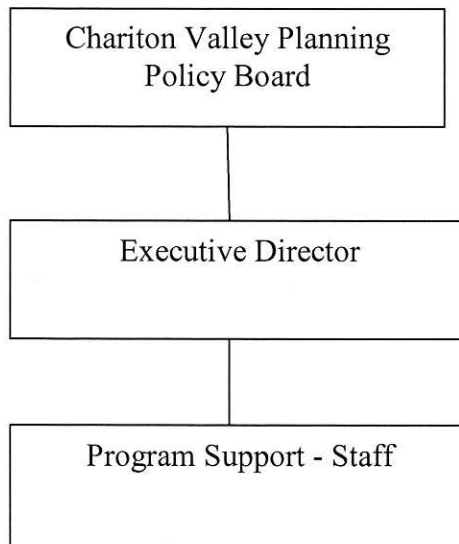 Chariton Valley Planning
Policy Board
Executive Director
Program Support - Staff